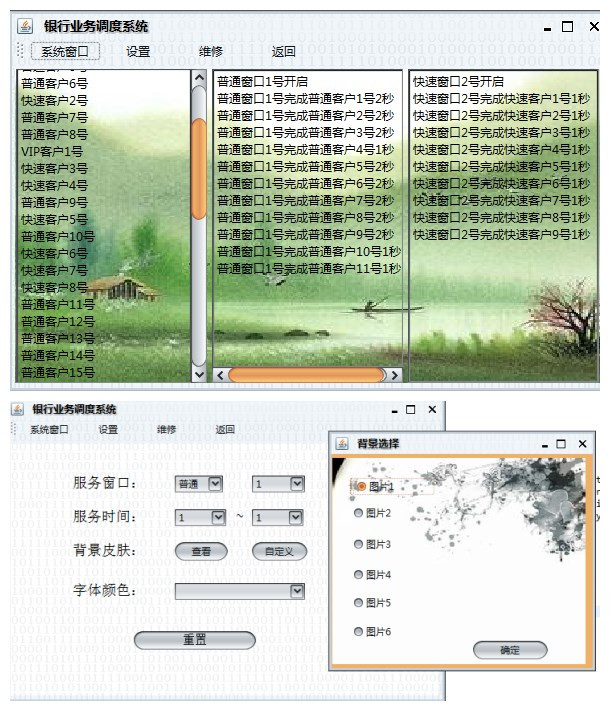 银行业务调度系统
系统窗口 设置 维修 返回
普通客户6号
快速客户2号
普通客户7号
普通客户8号
VIP客户1号
快速客户3号
快速客户4号
普通客户9号
快速客户5号
普通客户10号
快速客户6号
快速客户7号
快速客户8号
普通客户11号
普通客户12号
普通客户13号
普通客户14号
普通客户15号
普通窗口1号开启
普通窗口1号完成普通客户1号2秒
普通窗口1号完成普通客户2号2秒
普通窗口1号完成普通客户3号2秒
普通窗口1号完成普通客户4号1秒
普通窗口1号完成普通客户5号2秒
普通窗口1号完成普通客户6号2秒
普通窗口1号完成普通客户7号2秒
普通窗口1号完成普通客户8号2秒
普通窗口1号完成普通客户9号2秒
普通窗口1号完成普通客户10号1秒
普通窗口1号完成普通客户11号1秒
快速窗口2号开启
快速窗口2号完成快速客户1号1秒
快速窗口2号完成快速客户2号1秒
快速窗口2号完成快速客户3号1秒
快速窗口2号完成快速客户4号1秒
快速窗口2号完成快速客户5号1秒
快速窗口2号完成快速客户6号1秒
快速窗口2号完成快速客户7号1秒
快速窗口2号完成快速客户8号1秒
快速窗口2号完成快速客户9号1秒
银行业务调度系统
系统窗口 设置 维修 返回
服务窗口： 普通 1
服务时间： 1 ~ 1
背景皮肤： 查看 自定义
字体颜色：
重置
背景选择
图片1
图片2
图片3
图片4
图片5
图片6
确定